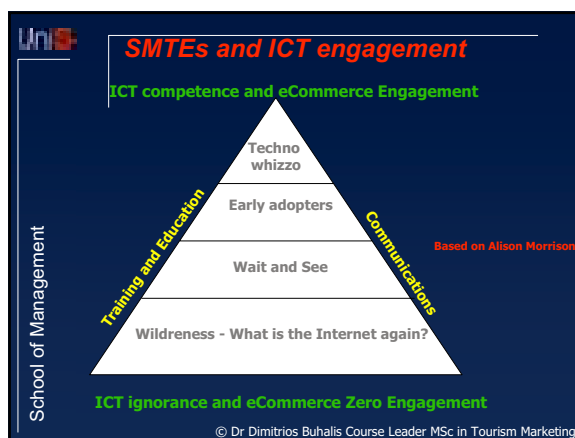 UniS
SMTEs and ICT engagement
ICT competence and eCommerce Engagement
Techno
whizzo
Early adopters
Wait and See
Wildreness - What is the Internet again?
Training and Education
Communications
Based on Alison Morrison
School of Management
ICT ignorance and eCommerce Zero Engagement
© Dr Dimitrios Buhalis Course Leader MSc in Tourism Marketing